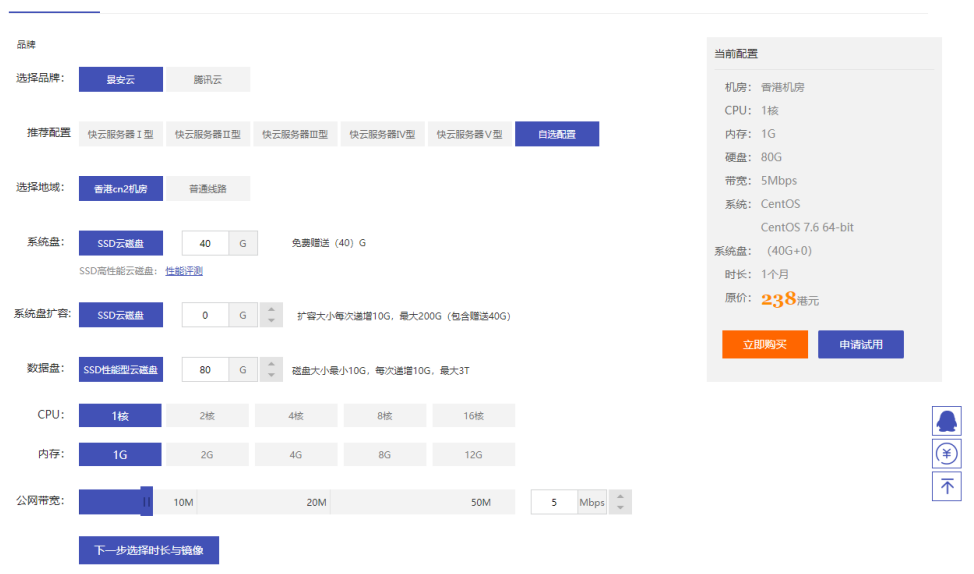 品牌
选择品牌： 景安云 腾讯云
推荐配置 快云服务器Ⅰ型 快云服务器Ⅱ型 快云服务器Ⅲ型 快云服务器Ⅳ型 快云服务器Ⅴ型 自选配置
选择地域： 香港cn2机房 普通线路
系统盘： SSD云磁盘 40 G 免费赠送（40）G
SSD高性能云磁盘： 性能评测
系统盘扩容: SSD云磁盘 0 G 扩容大小每次递增10G，最大200G（包含赠送40G）
数据盘： SSD性能型云磁盘 80 G 磁盘大小最小10G，每次递增10G，最大3T
CPU： 1核 2核 4核 8核 16核
内存： 1G 2G 4G 8G 12G
公网带宽： 10M 20M 50M 5 Mbps
下一步选择时长与镜像
当前配置
机房： 香港机房
CPU： 1核
内存： 1G
硬盘： 80G
带宽： 5Mbps
系统： CentOS
CentOS 7.6 64-bit
系统盘： （40G+0）
时长： 1个月
原价： 238港元
立即购买 申请试用